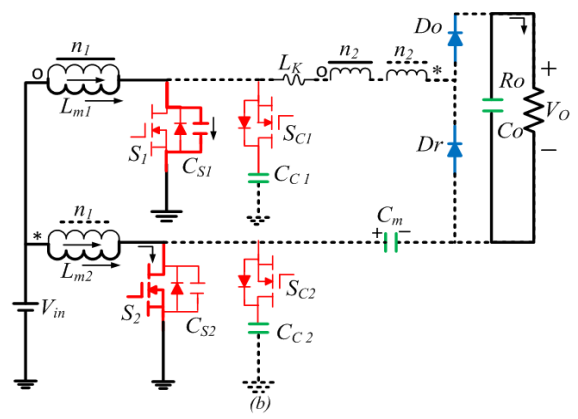 n1
Lm1
S1
CS1
SC1
CC1
LK
n2
n2
Do
Dr
Ro
Co
VO
+
−
o
o
*
*
n1
Lm2
S2
CS2
SC2
CC2
Cm
+
−
Vin
(b)